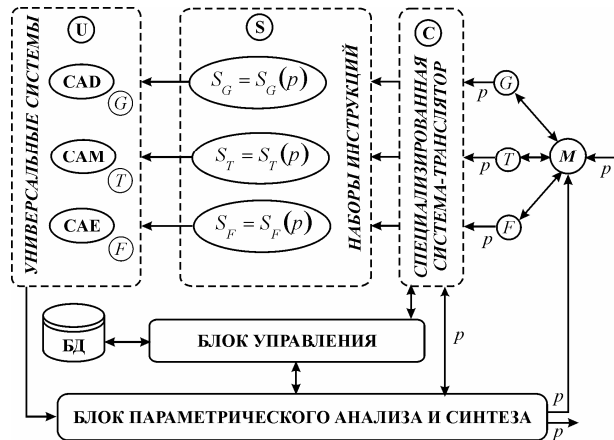 U
S
C
УНИВЕРСАЛЬНЫЕ СИСТЕМЫ
CAD
G
S_G = S_G(p)
НАБОРЫ ИНСТРУКЦИЙ
СПЕЦИАЛИЗИРОВАННАЯ
СИСТЕМА-ТРАНСЛЯТОР
p
G
CAM
T
S_T = S_T(p)
p
T
M
p
CAE
F
S_F = S_F(p)
p
F
БД
БЛОК УПРАВЛЕНИЯ
p
БЛОК ПАРАМЕТРИЧЕСКОГО АНАЛИЗА И СИНТЕЗА
p
p